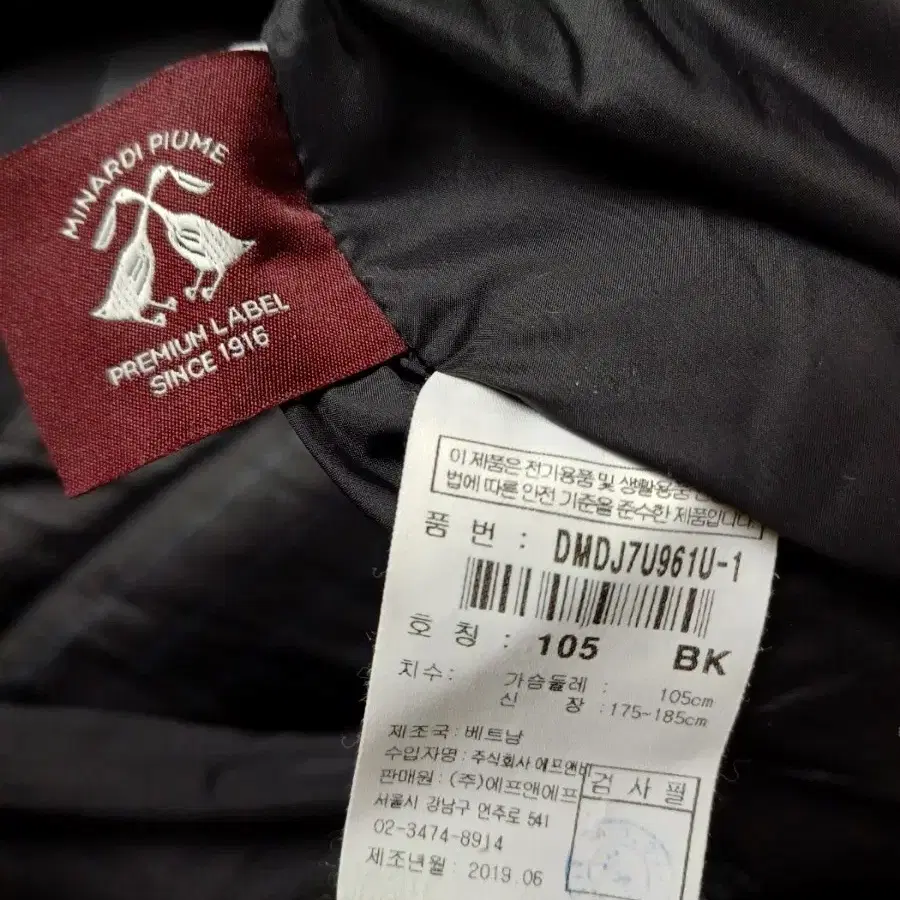 MINARDI PIUME
PREMIUM LABEL
SINCE 1916
이 제품은 전기용품 및 생활용품
법에 따른 안전 기준을 준수한 제품입니다.
품 번 : DMDJ7U961U-1
호 칭 : 105 BK
치수: 가슴둘레 : 105cm
신 장 :175~185cm
제조국 : 베트남
수입자명 : 주식회사 에프앤비
판매원 : (주)에프앤에프
서울시 강남구 언주로 541
02-3474-8914
제조년월 : 2019.06
검 사 필